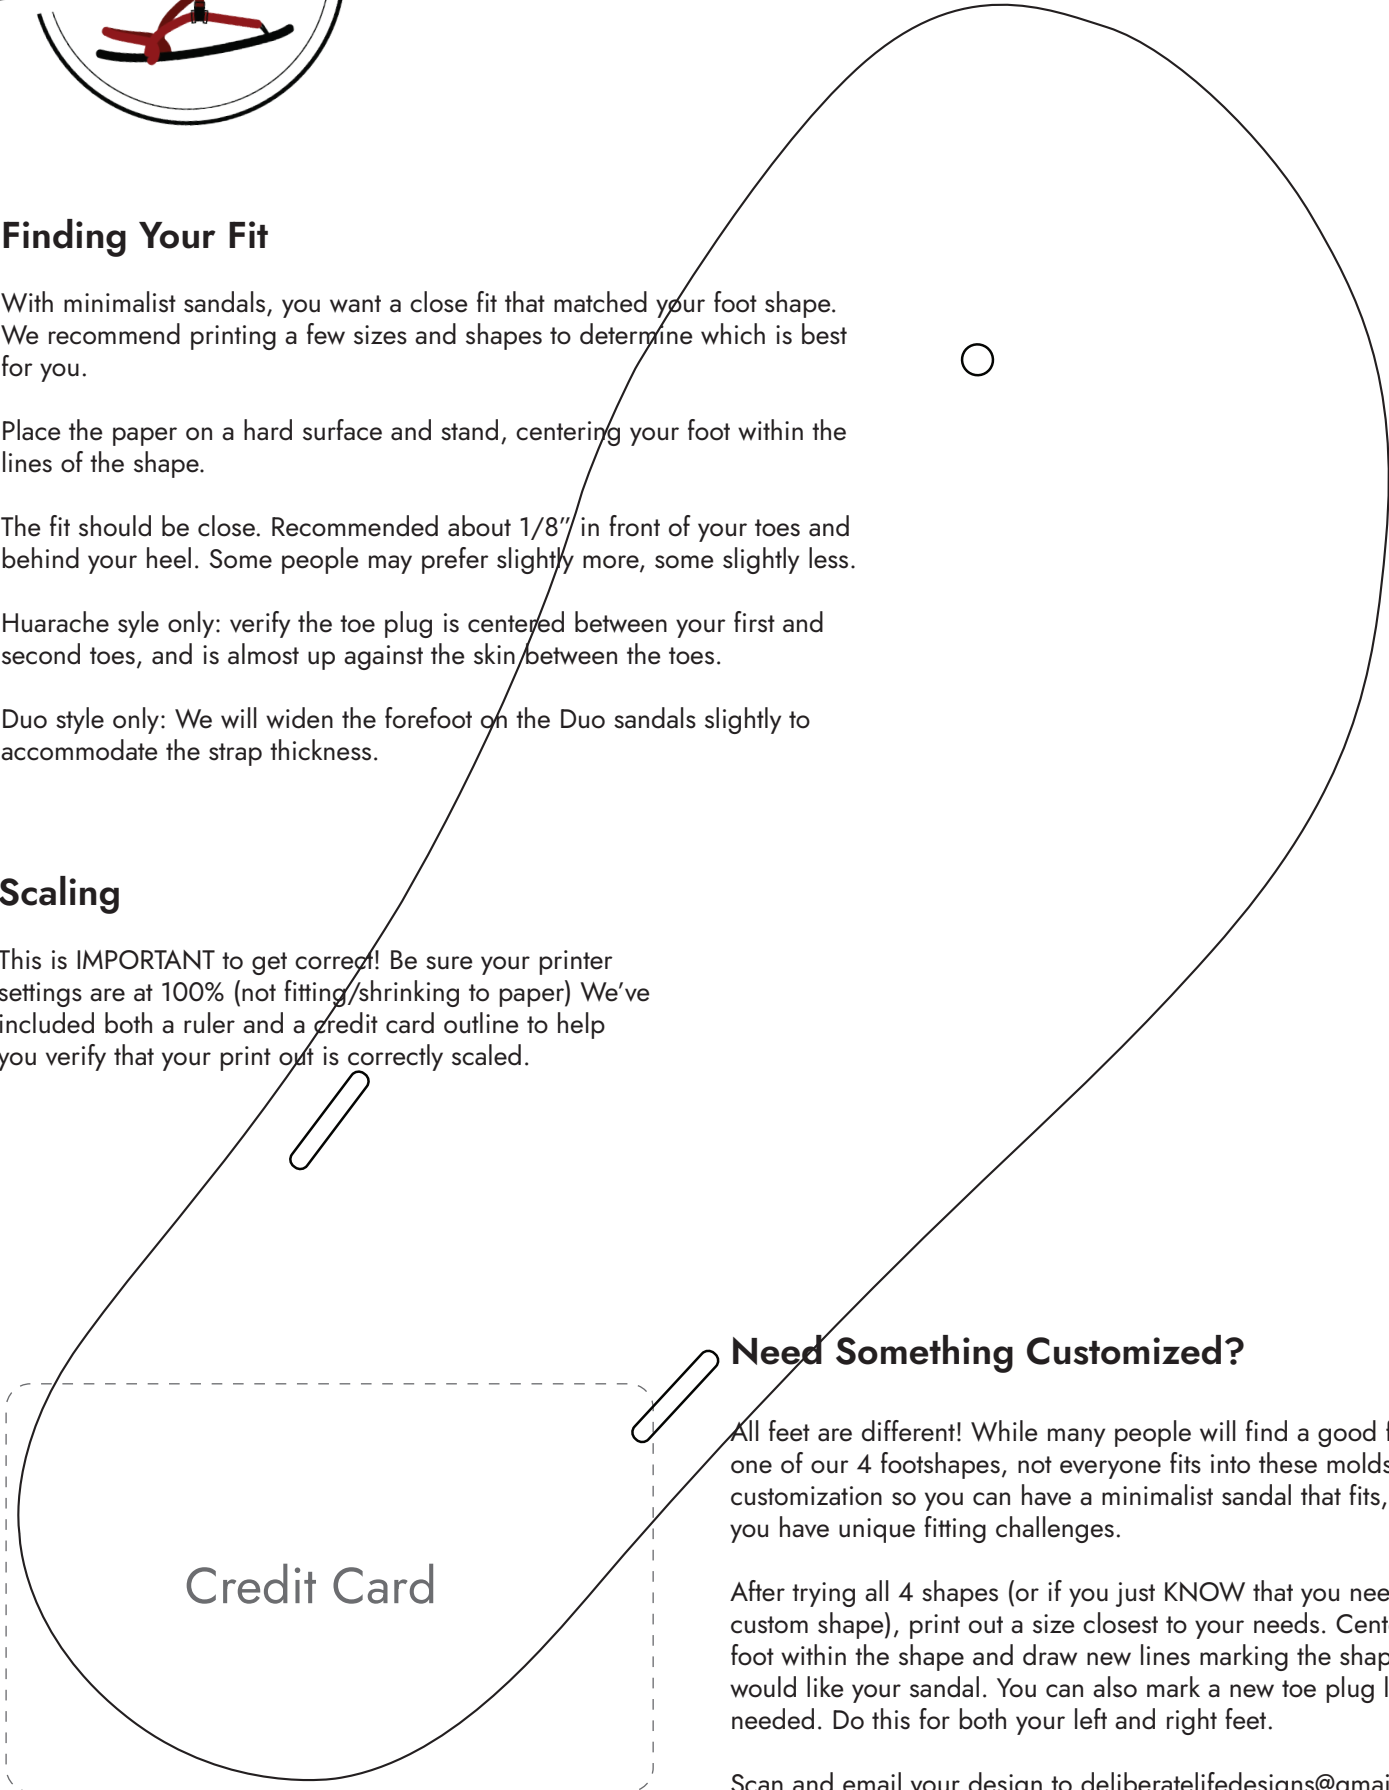 Finding Your Fit
With minimalist sandals, you want a close fit that matched your foot shape.
We recommend printing a few sizes and shapes to determine which is best
for you.
Place the paper on a hard surface and stand, centering your foot within the
lines of the shape.
The fit should be close. Recommended about 1/8” in front of your toes and
behind your heel. Some people may prefer slightly more, some slightly less.
Huarache syle only: verify the toe plug is centered between your first and
second toes, and is almost up against the skin between the toes.
Duo style only: We will widen the forefoot on the Duo sandals slightly to
accommodate the strap thickness.
Scaling
This is IMPORTANT to get correct! Be sure your printer
settings are at 100% (not fitting/shrinking to paper) We’ve
included both a ruler and a credit card outline to help
you verify that your print out is correctly scaled.
Need Something Customized?
All feet are different! While many people will find a good
one of our 4 footshapes, not everyone fits into these molds
customization so you can have a minimalist sandal that fits,
you have unique fitting challenges.
Credit Card
After trying all 4 shapes (or if you just KNOW that you
custom shape), print out a size closest to your needs.
foot within the shape and draw new lines marking the
would like your sandal. You can also mark a new toe plug
needed. Do this for both your left and right feet.
Scan and email your design to